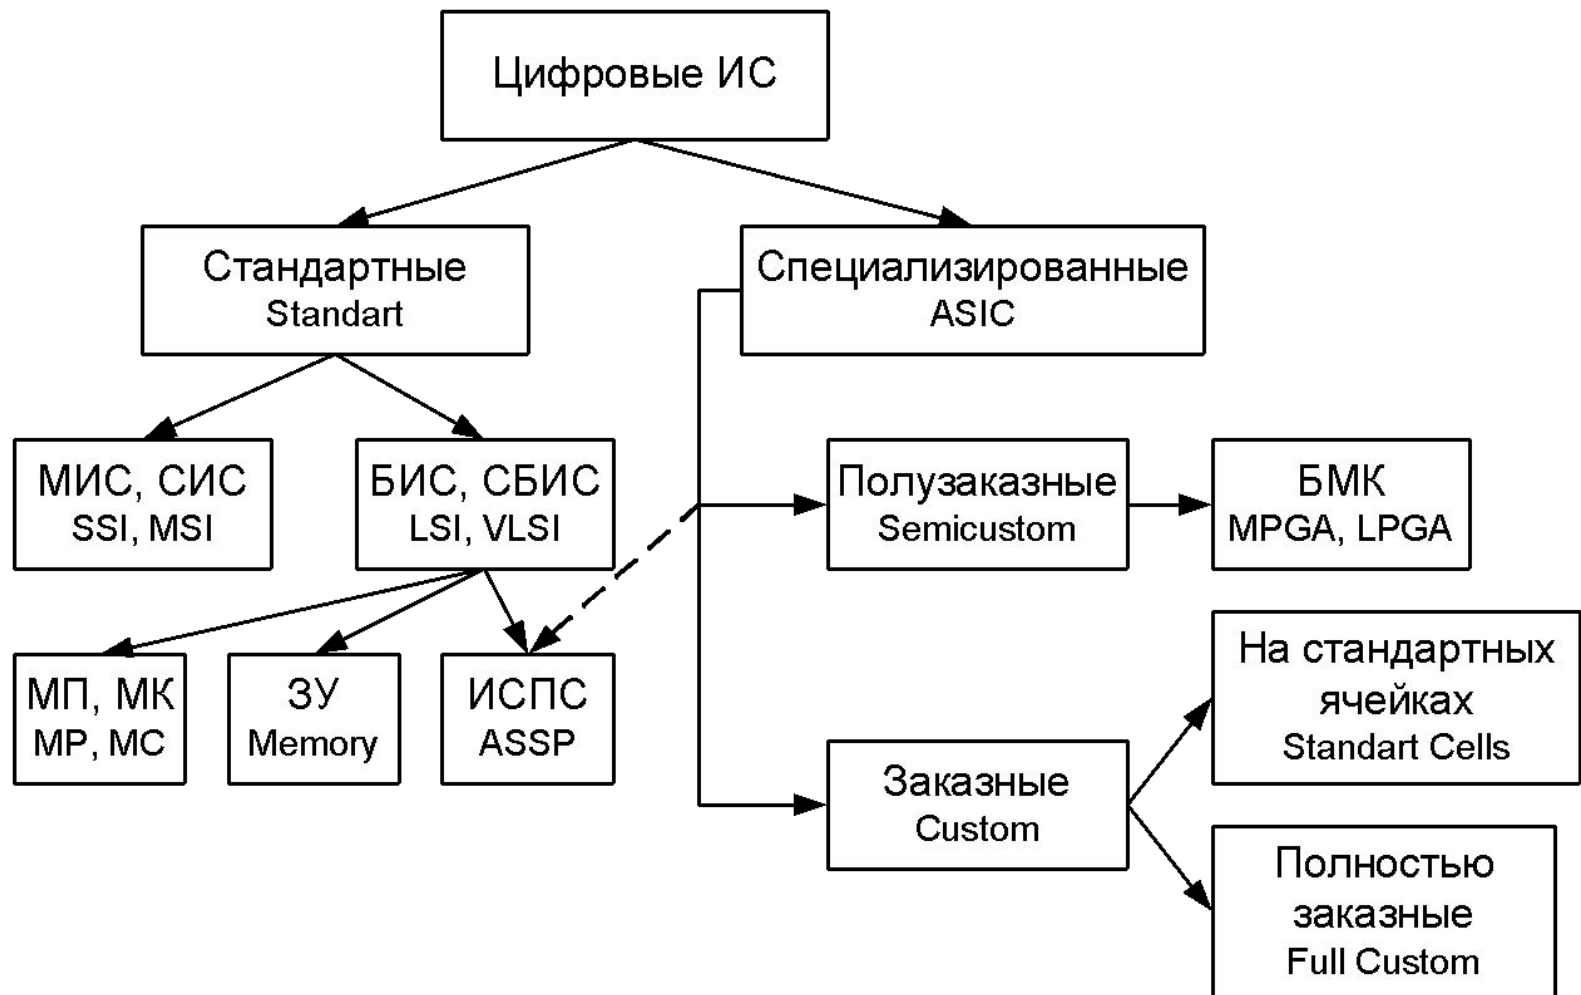 Цифровые ИС
Стандартные
Standart
Специализированные
ASIC
МИС, СИС
SSI, MSI
БИС, СБИС
LSI, VLSI
Полузаказные
Semicustom
БМК
MPGA, LPGA
МП, МК
MP, MC
ЗУ
Memory
ИСПС
ASSP
На стандартных
ячейках
Standart Cells
Заказные
Custom
Полностью
заказные
Full Custom